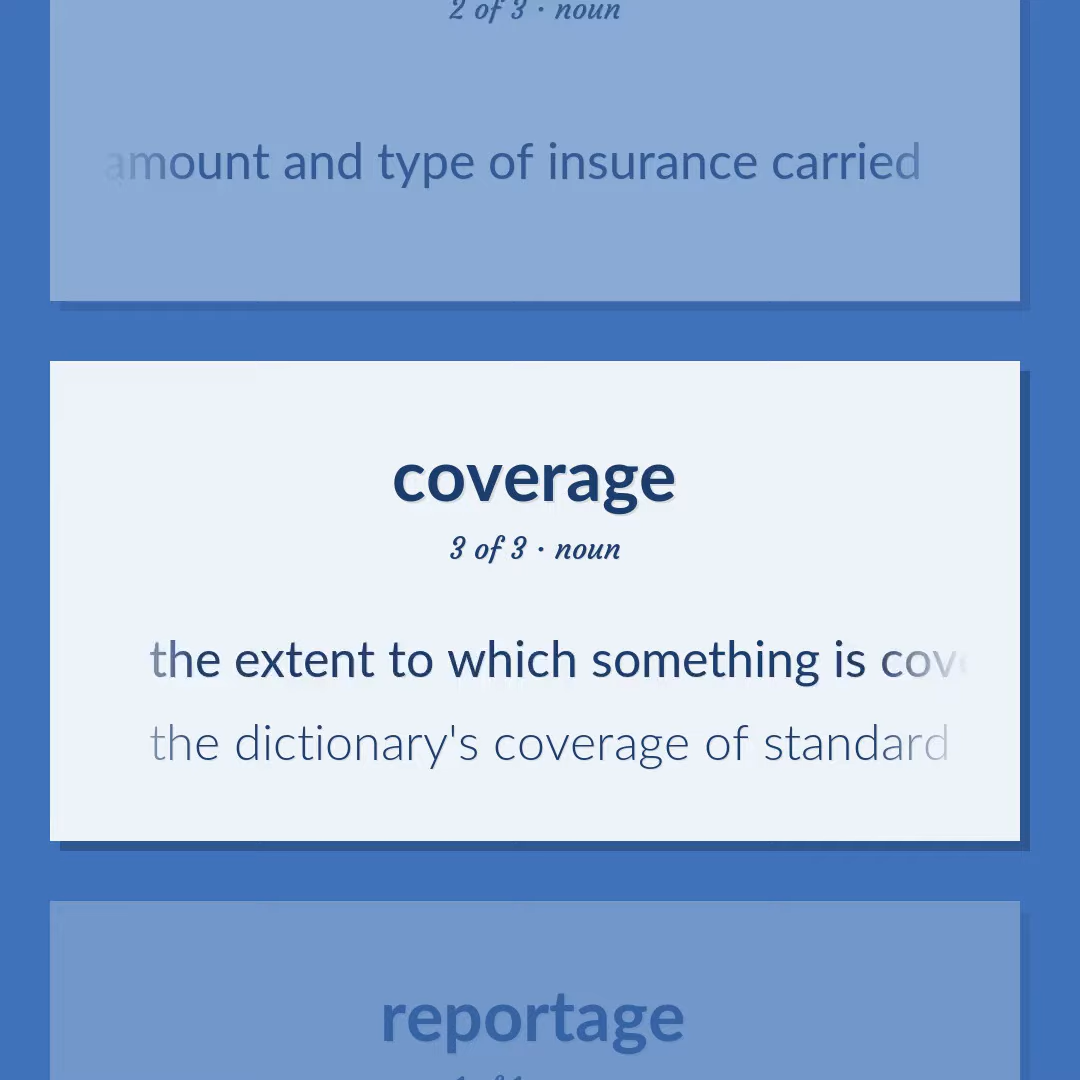 2 of 3 · noun
amount and type of insurance carried
coverage
3 of 3 · noun
the extent to which something is
the dictionary's coverage of standard
reportage